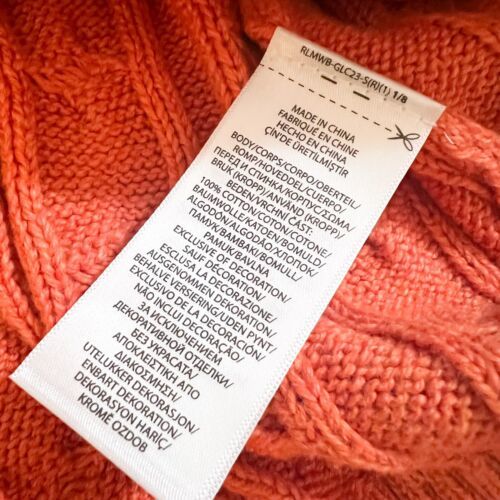 RLMWB-GLC23-S(R)(1) 1/8
MADE IN CHINA
FABRIQUÉ EN CHINE
HECHO EN CHINA
ÇİN'DE ÜRETİLMİŞTİR
BODY/CORPS/CORPO/OBERTEIL/
ROMP/HOVEDDEL/CUERPO/
ПЕРЕД И СПИНКА/КОРПУС/ΣΩΜΑ/
BRUK (KROPP)/ANVÄND (KROPP)/
BEDEN/VRCHNÍ ČÁST:
100% COTTON/COTON/COTONE/
BAUMWOLLE/KATOEN/BOMULD/
ALGODÓN/ALGODÃO/ХЛОПОК/
ПАМУК/ΒΑΜΒΑΚΙ/BOMULL/
PAMUK/BAVLNA
EXCLUSIVE OF DECORATION/
SAUF DÉCORATION/
ESCLUSA LA DECORAZIONE/
AUSGENOMMEN DEKORATION/
BEHALVE VERSIERING/UDEN PYNT/
EXCLUSIVO DE LA DECORACIÓN/
NÃO INCLUI DECORAÇÃO/
ЗА ИСКЛЮЧЕНИЕМ
ДЕКОРАТИВНОЙ ОТДЕЛКИ/
БЕЗ УКРАСАТА/
ΑΠΟΚΛΕΙΣΤΙΚΗ ΑΠΟ
ΔΙΑΚΟΣΜΗΣΗ/
UTELUKKER DEKORASJON/
ENBART DEKORATION/
DEKORASYON HARİÇ/
KROMĚ OZDOB